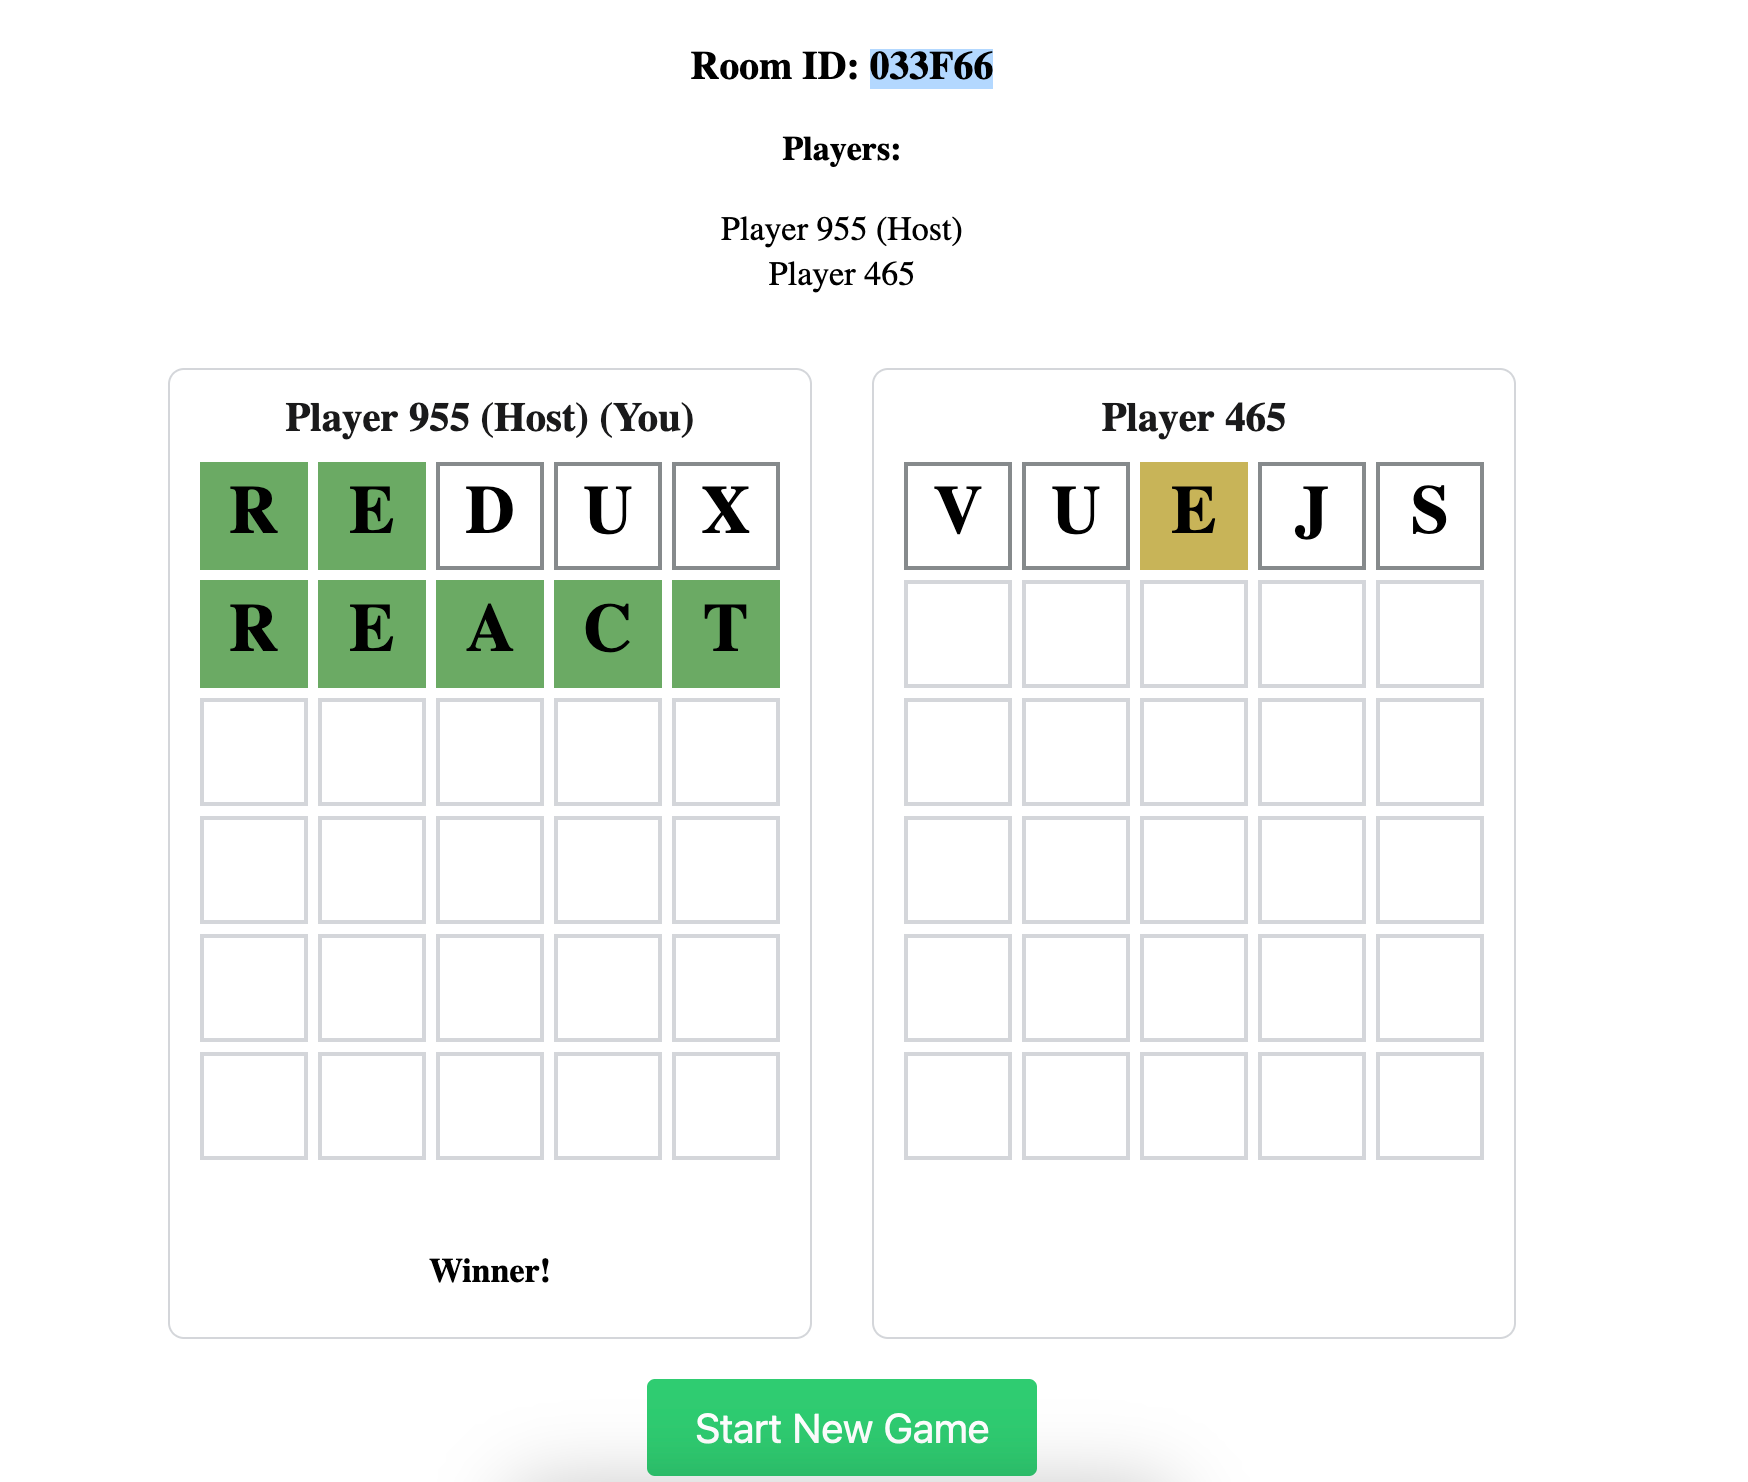 Room ID: 033F66
Players:
Player 955 (Host)
Player 465
Player 955 (Host) (You)
R E D U X
R E A C T
Winner!
Player 465
V U E J S
Start New Game